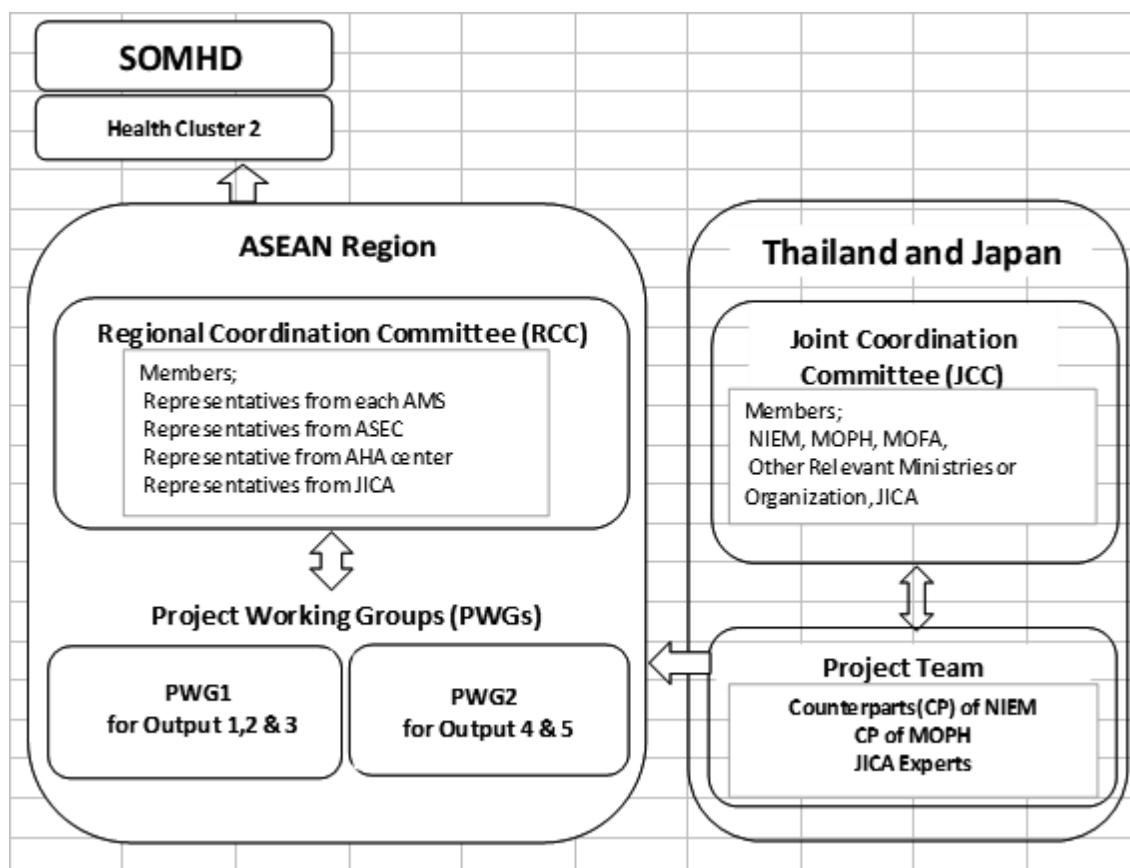 SOMHD
Health Cluster 2
ASEAN Region
Regional Coordination Committee (RCC)
Members;
Representatives from each AMS
Representatives from ASEC
Representative from AHA center
Representatives from JICA
Project Working Groups (PWGs)
PWG1
for Output 1,2 & 3
PWG2
for Output 4 & 5
Thailand and Japan
Joint Coordination
Committee (JCC)
Members;
NIEM, MOPH, MOFA,
Other Relevant Ministries or
Organization, JICA
Project Team
Counterparts(CP) of NIEM
CP of MOPH
JICA Experts